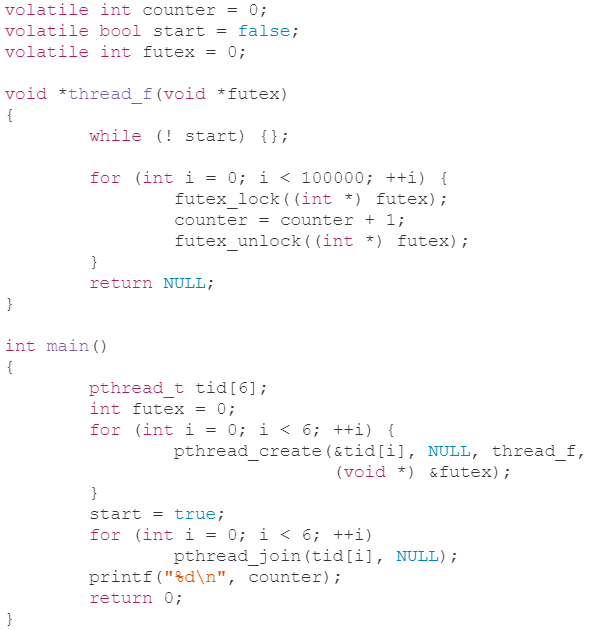 volatile int counter = 0;
volatile bool start = false;
volatile int futex = 0;

void *thread_f(void *futex)
{
        while (! start) {};

        for (int i = 0; i < 100000; ++i) {
                futex_lock((int *) futex);
                counter = counter + 1;
                futex_unlock((int *) futex);
        }
        return NULL;
}

int main()
{
        pthread_t tid[6];
        int futex = 0;
        for (int i = 0; i < 6; ++i) {
                pthread_create(&tid[i], NULL, thread_f,
                               (void *) &futex);
        }
        start = true;
        for (int i = 0; i < 6; ++i)
                pthread_join(tid[i], NULL);
        printf("%d\n", counter);
        return 0;
}